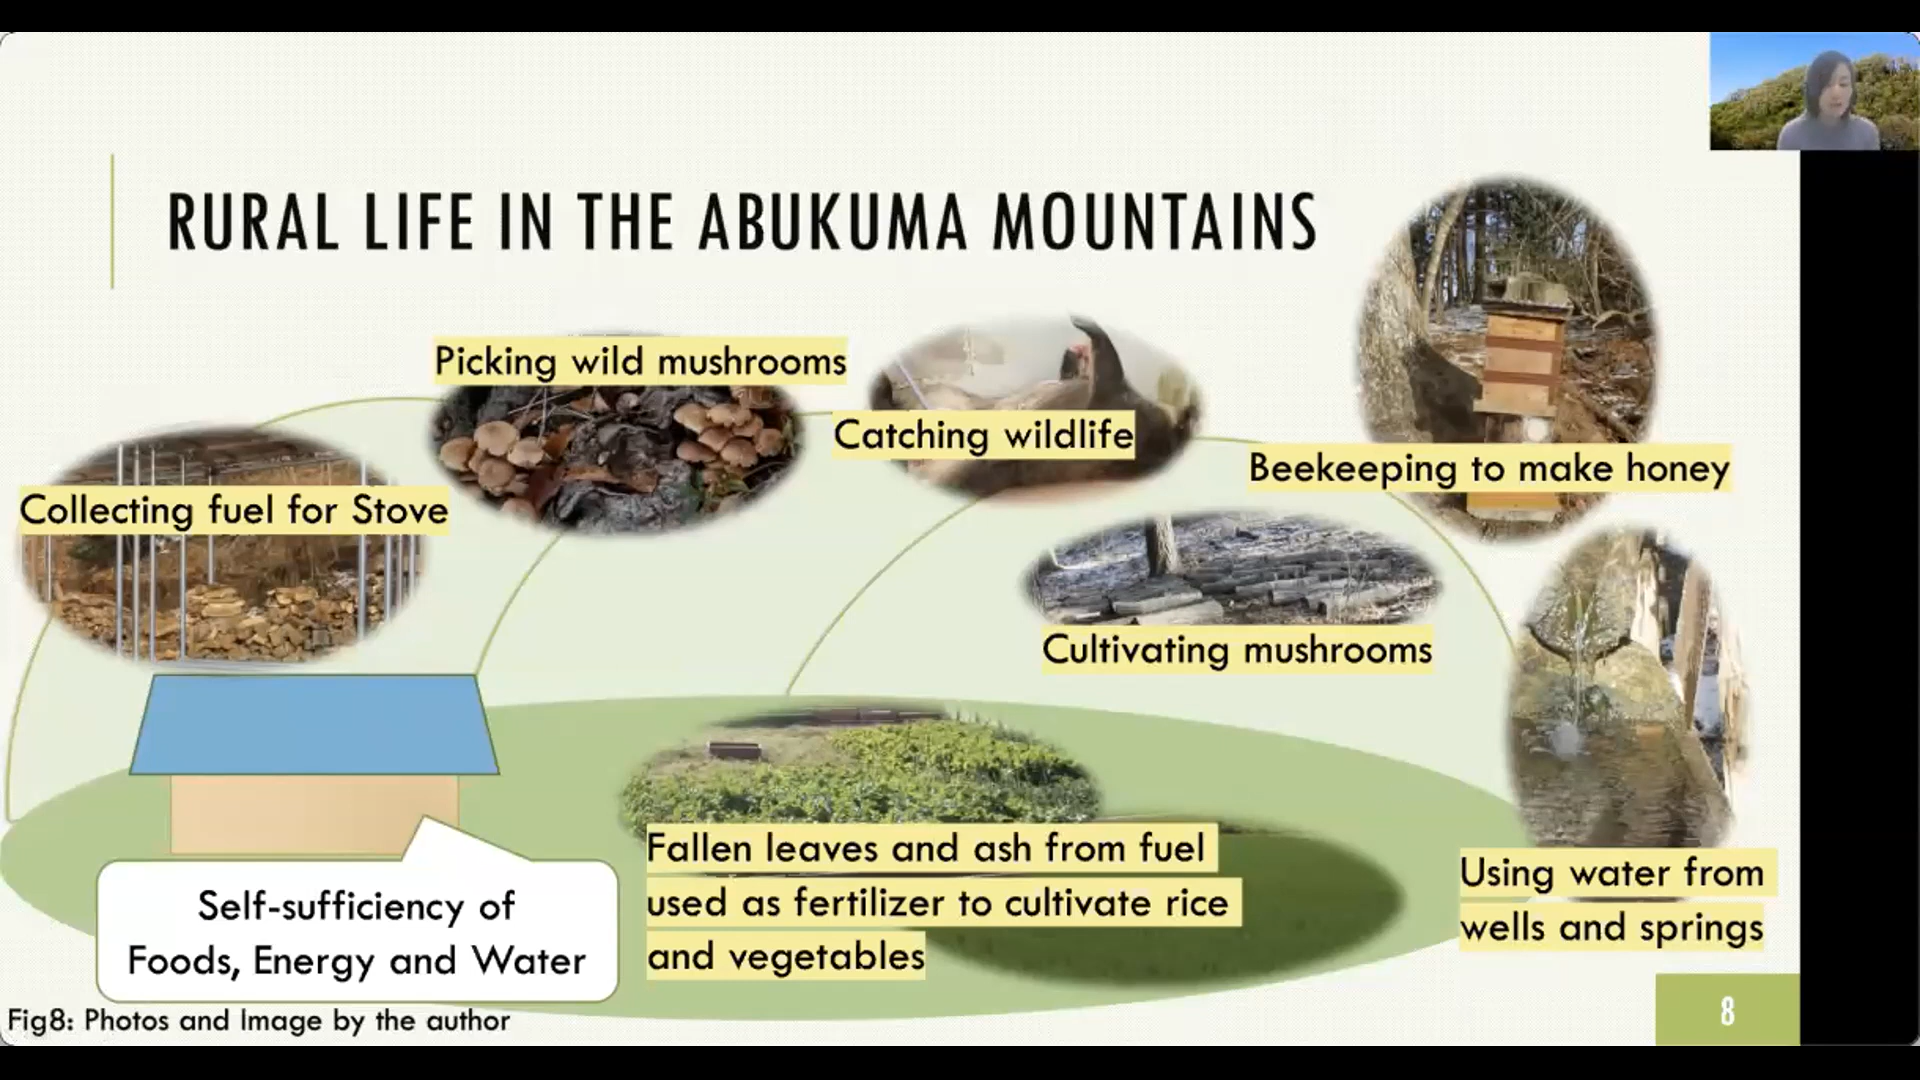 RURAL LIFE IN THE ABUKUMA MOUNTAINS
Picking wild mushrooms
Catching wildlife
Beekeeping to make honey
Collecting fuel for Stove
Cultivating mushrooms
Fallen leaves and ash from fuel
used as fertilizer to cultivate rice
and vegetables
Using water from
wells and springs
Self-sufficiency of
Foods, Energy and Water
Fig8: Photos and Image by the author
8